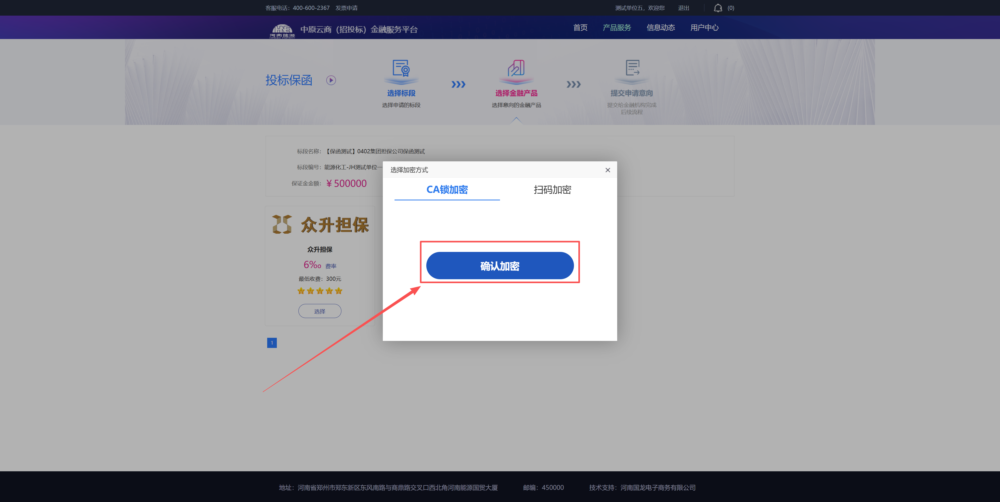 客服电话：400-600-2367 发票申请 测试单位五，欢迎您 退出 (0)
HNE
河南能源
HENAN ENERGY
中原云商（招投标）金融服务平台 首页 产品服务 信息动态 用户中心
投标保函
选择标段
选择申请的标段
选择金融产品
选择意向的金融产品
提交申请意向
提交给金融机构完成
后续流程
标段名称：【保函测试】0402集团担保公司保函测试
标段编号：能源化工-JH测试单位一
保证金金额：￥500000
选择加密方式
CA锁加密 扫码加密
确认加密
众升担保
众升担保
6‰ 费率
最低收费：300元
选择
1
地址：河南省郑州市郑东新区东风南路与商鼎路交叉口西北角河南能源国贸大厦 邮编：450000 技术支持：河南国龙电子商务有限公司